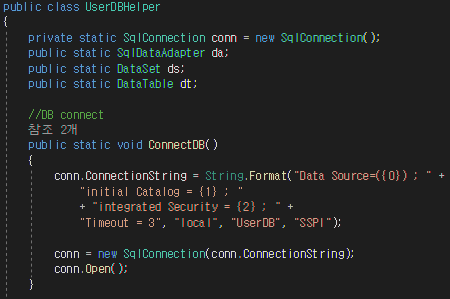 public class UserDBHelper
{
private static SqlConnection conn = new SqlConnection();
public static SqlDataAdapter da;
public static DataSet ds;
public static DataTable dt;
//DB connect
참조 2개
public static void ConnectDB()
{
conn.ConnectionString = String.Format("Data Source=({0}) ; " +
"initial Catalog = {1} ; "
+ "integrated Security = {2} ; " +
"Timeout = 3", "local", "UserDB", "SSPI");
conn = new SqlConnection(conn.ConnectionString);
conn.Open();
}